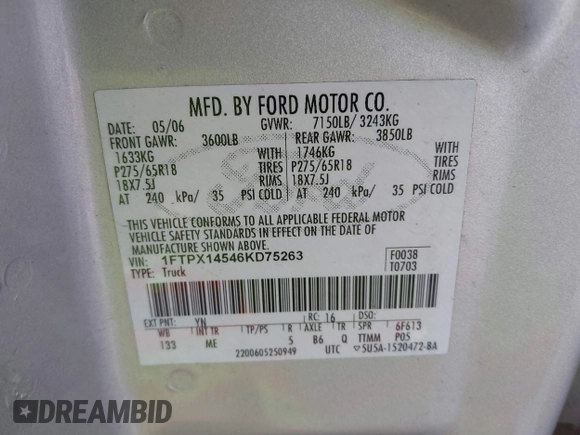 MFD. BY FORD MOTOR CO.
DATE: 05/06 GVWR: 7150LB/ 3243KG
FRONT GAWR: 3600LB REAR GAWR: 3850LB
1633KG WITH 1746KG WITH
P275/65R18 TIRES P275/65R18 TIRES
18X7.5J RIMS 18X7.5J RIMS
AT 240 kPa/ 35 PSI COLD AT 240 kPa/ 35 PSI COLD
THIS VEHICLE CONFORMS TO ALL APPLICABLE FEDERAL MOTOR
VEHICLE SAFETY STANDARDS IN EFFECT ON THE DATE OF
MANUFACTURE SHOWN ABOVE.
VIN: 1FTPX14546KD75263 F0038
TYPE: Truck T0703
EXT PNT: YN RC: 16 DSO:
WB INT TR TP/PS R AXLE TR SPR 6F613
133 ME 5 B6 Q TTMM P05
2200605250949 UTC ▽5U5A-1520472-BA
Ford
DREAMBID